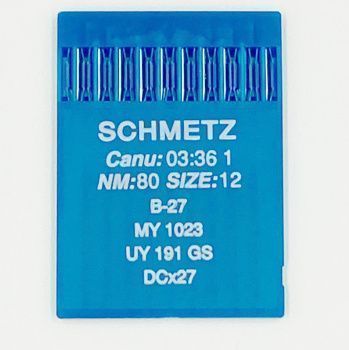 SCHMETZ
Canu: 03:36 1
NM:80 SIZE:12
B-27
MY 1023
UY 191 GS
DCx27